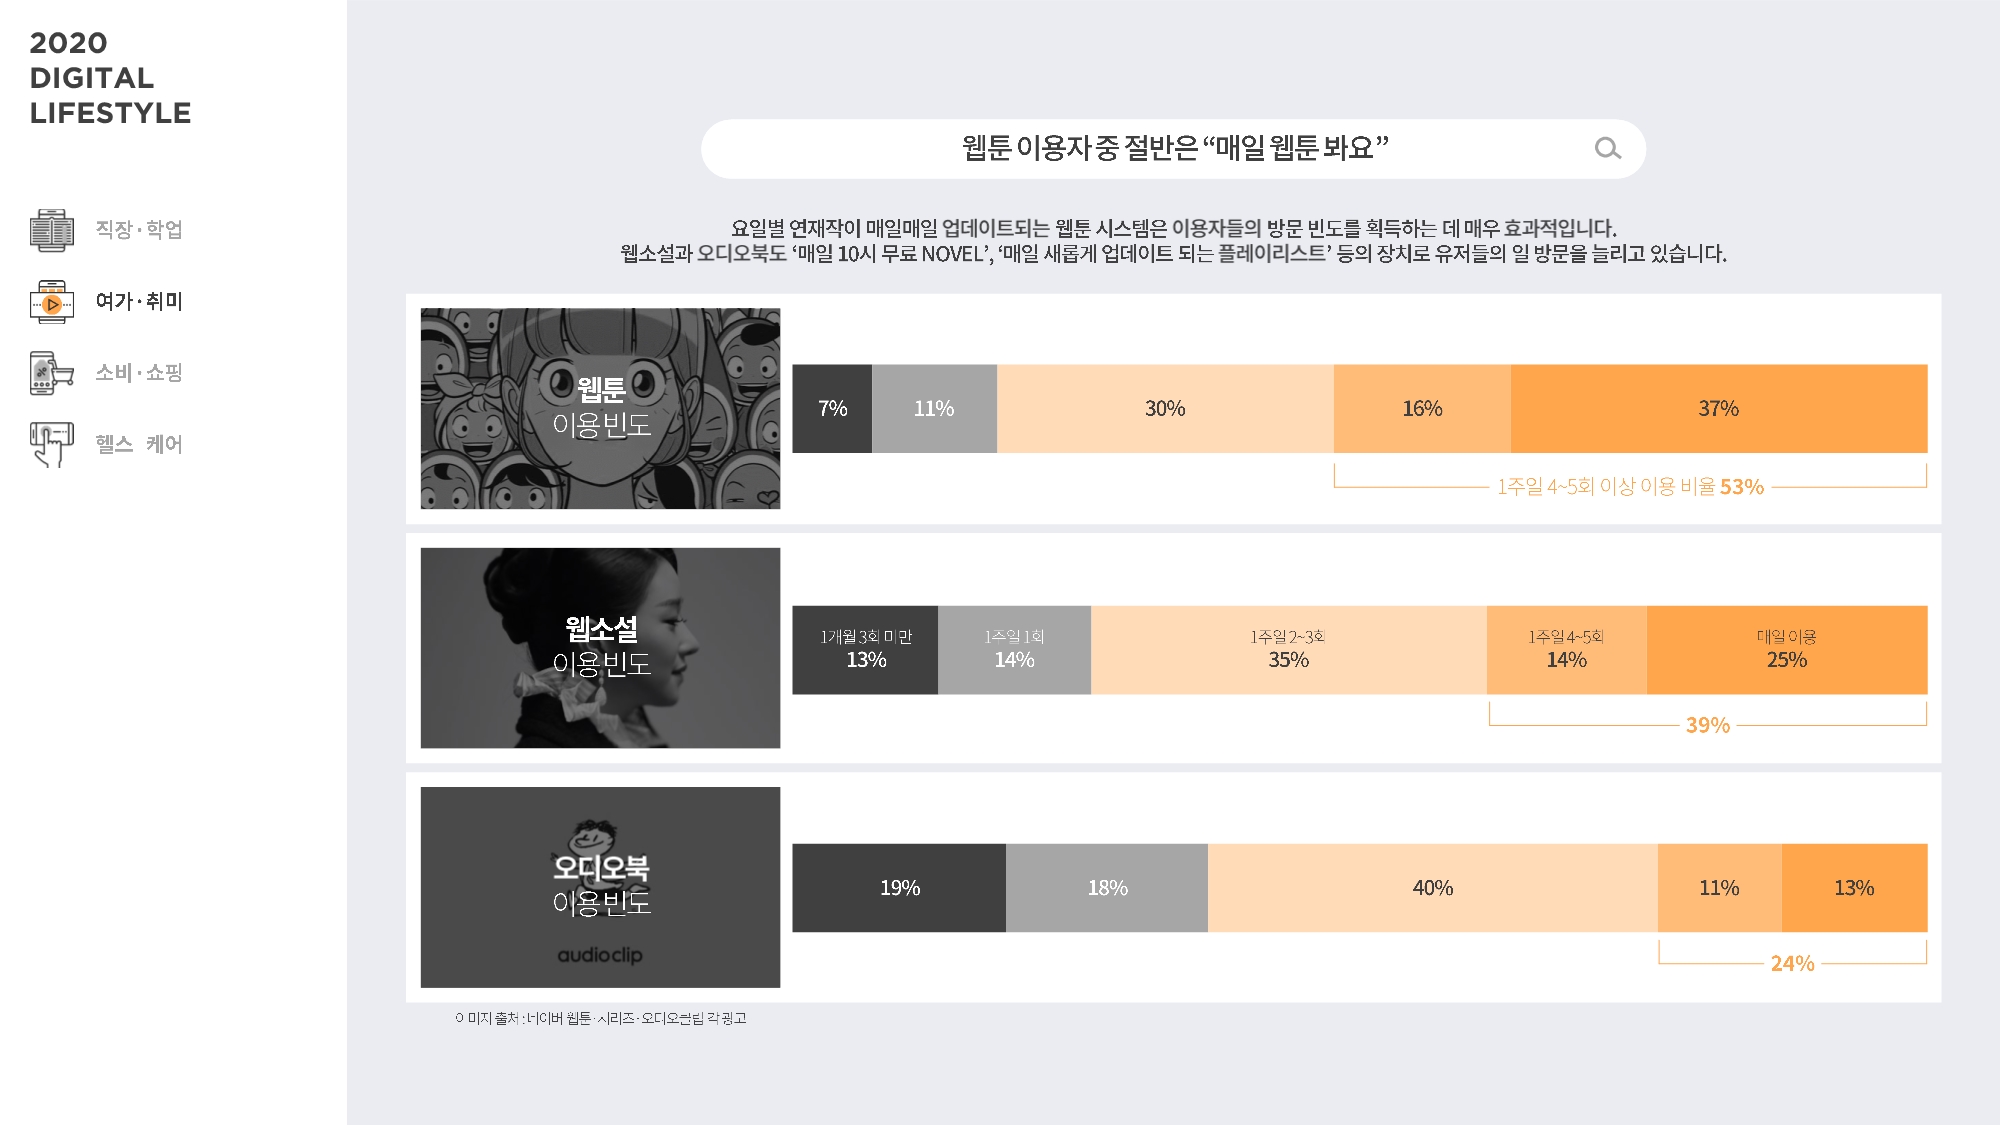 2020
DIGITAL
LIFESTYLE
직장·학업
여가·취미
소비·쇼핑
헬스 케어
웹툰 이용자 중 절반은 “매일 웹툰 봐요”
요일별 연재작이 매일매일 업데이트되는 웹툰 시스템은 이용자들의 방문 빈도를 획득하는 데 매우 효과적입니다.
웹소설과 오디오북도 ‘매일 10시 무료 NOVEL’, ‘매일 새롭게 업데이트 되는 플레이리스트’ 등의 장치로 유저들의 일 방문을 늘리고 있습니다.
웹툰
이용빈도
7% 11% 30% 16% 37%
1주일 4~5회 이상 이용 비율 53%
웹소설
이용빈도
1개월 3회 미만 1주일 1회 1주일 2~3회 1주일 4~5회 매일 이용
13% 14% 35% 14% 25%
39%
오디오북
이용빈도
audioclip
19% 18% 40% 11% 13%
24%
이미지 출처 : 네이버 웹툰·시리즈·오디오클립 각 광고